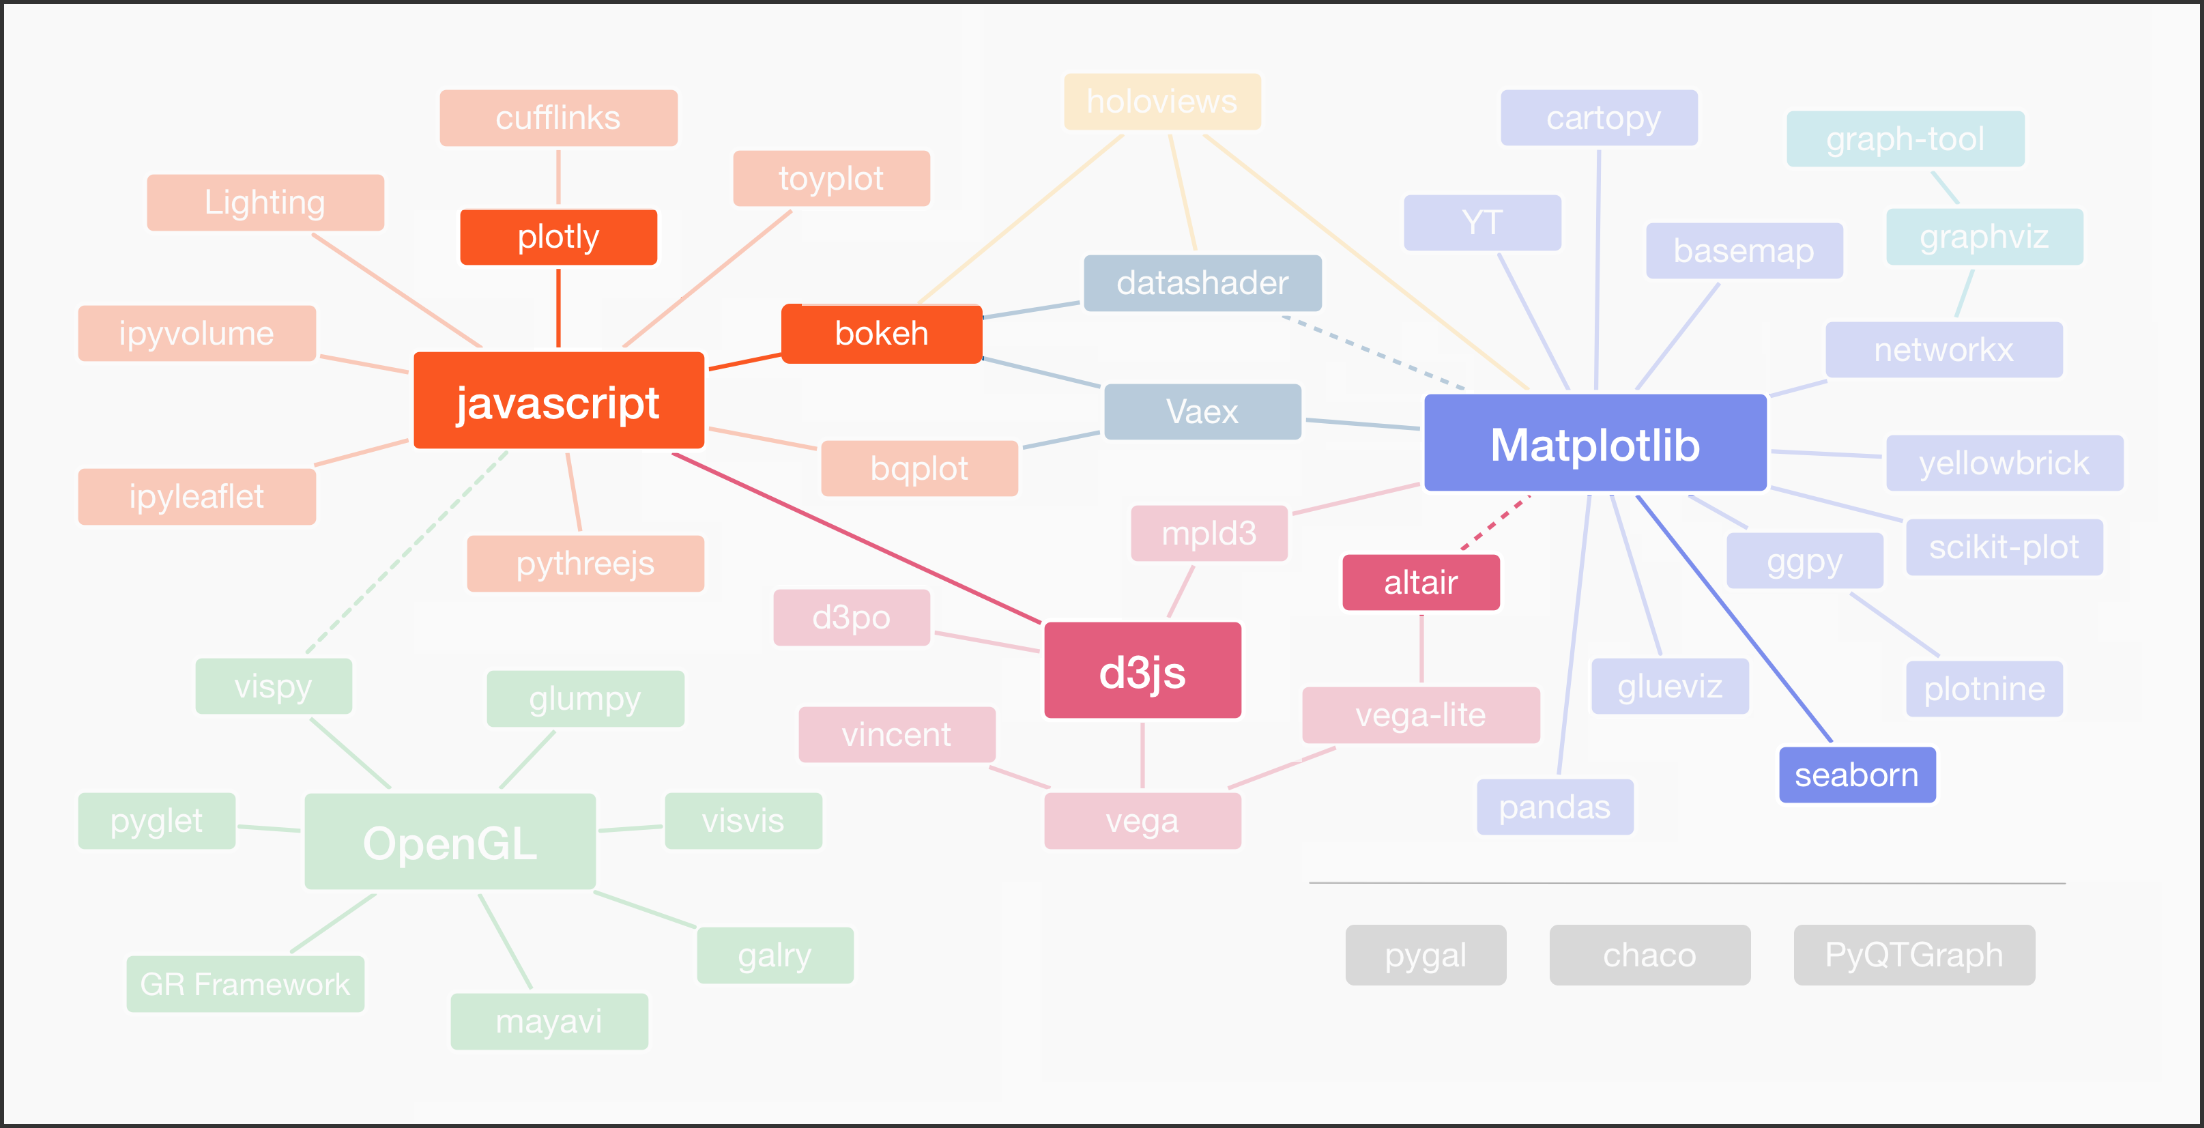 holoviews
cufflinks
cartopy
graph-tool
toyplot
Lighting
YT
plotly
basemap
graphviz
datashader
ipyvolume
bokeh
networkx
javascript
Vaex
Matplotlib
bqplot
yellowbrick
ipyleaflet
mpld3
scikit-plot
pythreejs
altair
ggpy
d3po
d3js
vispy
glumpy
glueviz
plotnine
vincent
vega-lite
seaborn
pandas
pyglet
OpenGL
visvis
vega
galry
pygal
chaco
PyQTGraph
GR Framework
mayavi